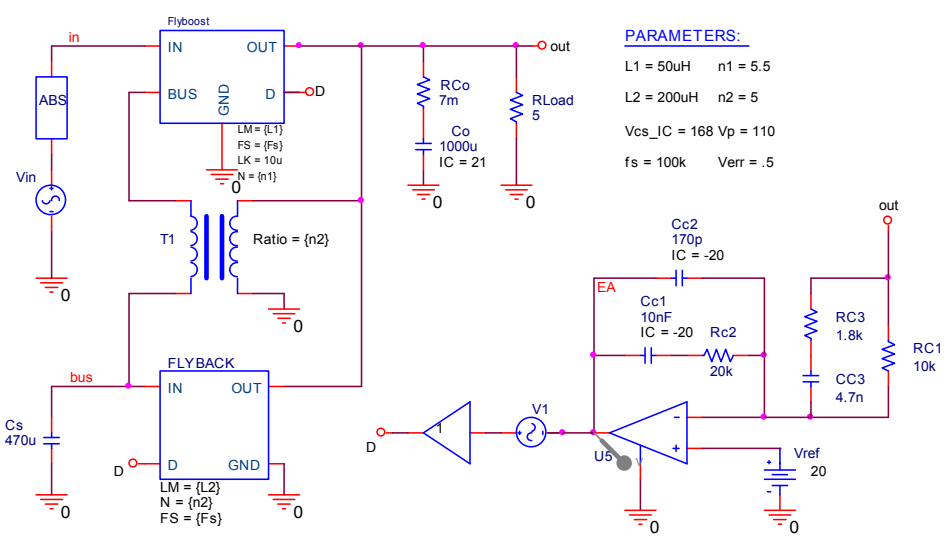 Flyboost
in
IN
OUT
out
ABS
BUS
GND
D
D
LM = {L1}
FS = {Fs}
LK = 10u
N = {n1}
0
Vin
0
RCo
7m
Co
1000u
IC = 21
0
RLoad
5
0
PARAMETERS:
L1 = 50uH n1 = 5.5
L2 = 200uH n2 = 5
Vcs_IC = 168 Vp = 110
fs = 100k Verr = .5
T1
Ratio = {n2}
0
out
Cc2
170p
IC = -20
EA
Cc1
10nF
IC = -20
Rc2
20k
RC3
1.8k
CC3
4.7n
RC1
10k
bus
FLYBACK
IN
OUT
Cs
470u
0
D
D
GND
LM = {L2}
N = {n2}
FS = {Fs}
0
D
1
V1
U5
-
+
V
0
Vref
+
-
20
0